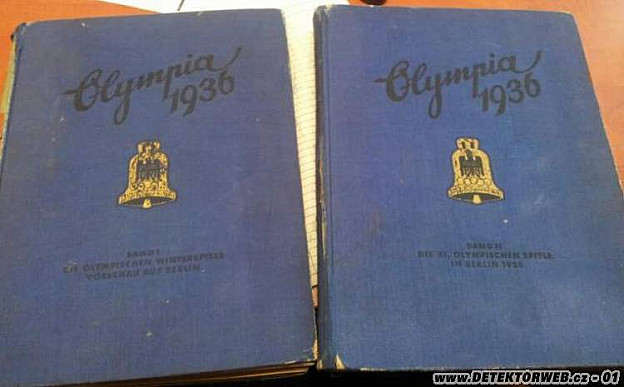 Olympia
1936
BAND I
DIE OLYMPISCHEN WINTERSPIELE
VORSCHAU AUF BERLIN
Olympia
1936
BAND II
DIE XI. OLYMPISCHEN SPIELE
IN BERLIN 1936
www.DETEKTORWEB.cz - 01